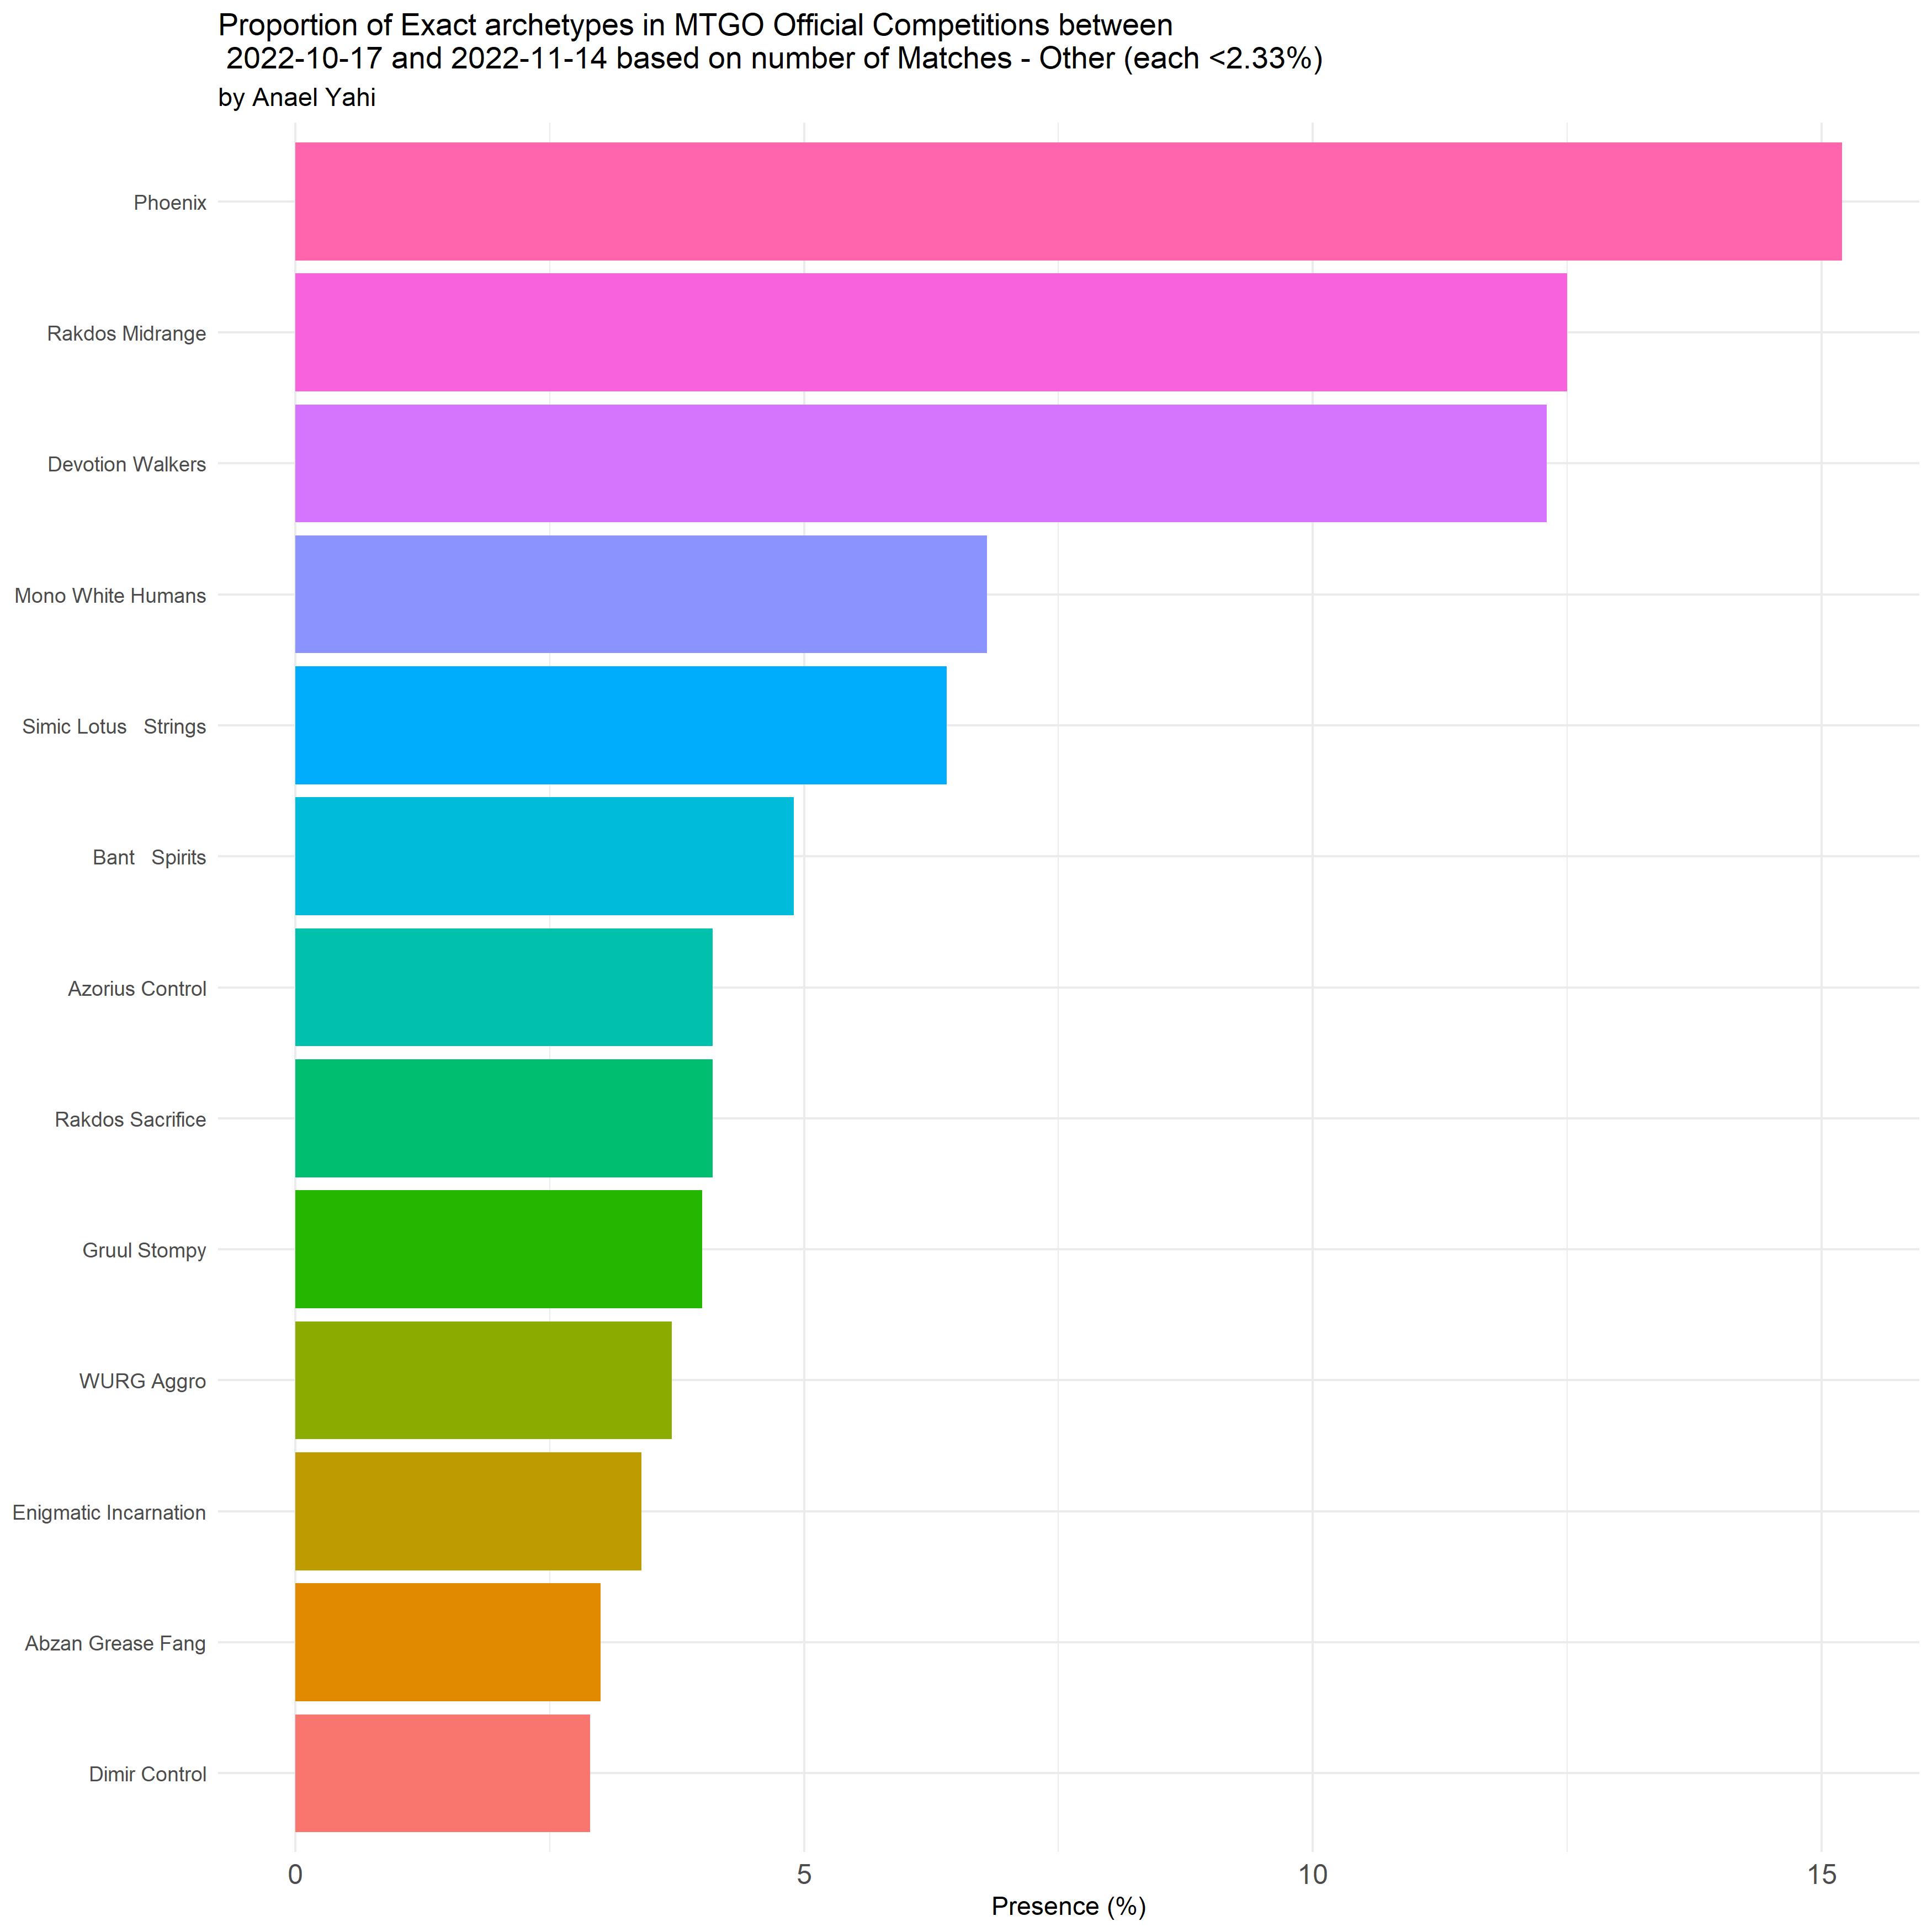 Proportion of Exact archetypes in MTGO Official Competitions between
2022-10-17 and 2022-11-14 based on number of Matches - Other (each <2.33%)
by Anael Yahi
Phoenix
Rakdos Midrange
Devotion Walkers
Mono White Humans
Simic Lotus   Strings
Bant   Spirits
Azorius Control
Rakdos Sacrifice
Gruul Stompy
WURG Aggro
Enigmatic Incarnation
Abzan Grease Fang
Dimir Control
0 5 10 15
Presence (%)